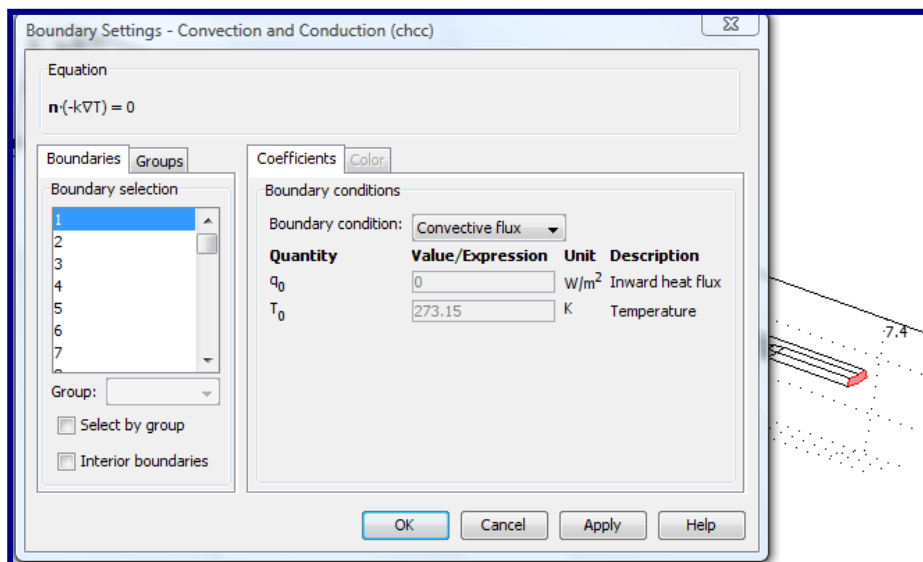 Boundary Settings - Convection and Conduction (chcc)
Equation
n·(-k∇T) = 0
Boundaries Groups
Coefficients Color
Boundary selection
1
2
3
4
5
6
7
Group:
Select by group
Interior boundaries
Boundary conditions
Boundary condition: Convective flux
Quantity Value/Expression Unit Description
q0 0 W/m² Inward heat flux
T0 273.15 K Temperature
OK Cancel Apply Help
7.4